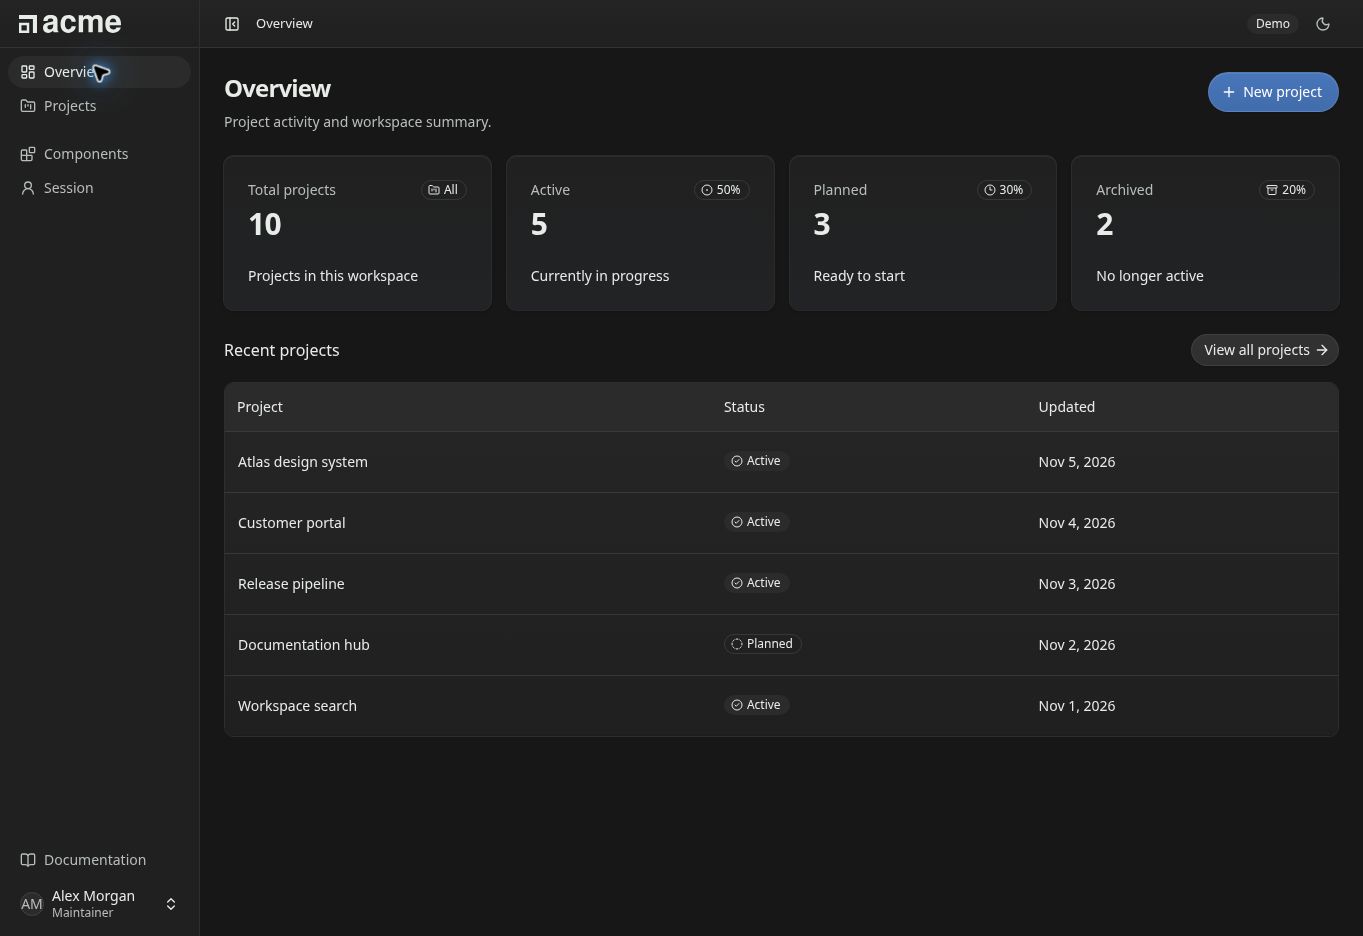 acme
Overview
Demo
Overvie
Projects
Components
Session
Documentation
AM
Alex Morgan
Maintainer
Overview
Project activity and workspace summary.
New project
Total projects
All
10
Projects in this workspace
Active
50%
5
Currently in progress
Planned
30%
3
Ready to start
Archived
20%
2
No longer active
Recent projects
View all projects
Project Status Updated
Atlas design system Active Nov 5, 2026
Customer portal Active Nov 4, 2026
Release pipeline Active Nov 3, 2026
Documentation hub Planned Nov 2, 2026
Workspace search Active Nov 1, 2026